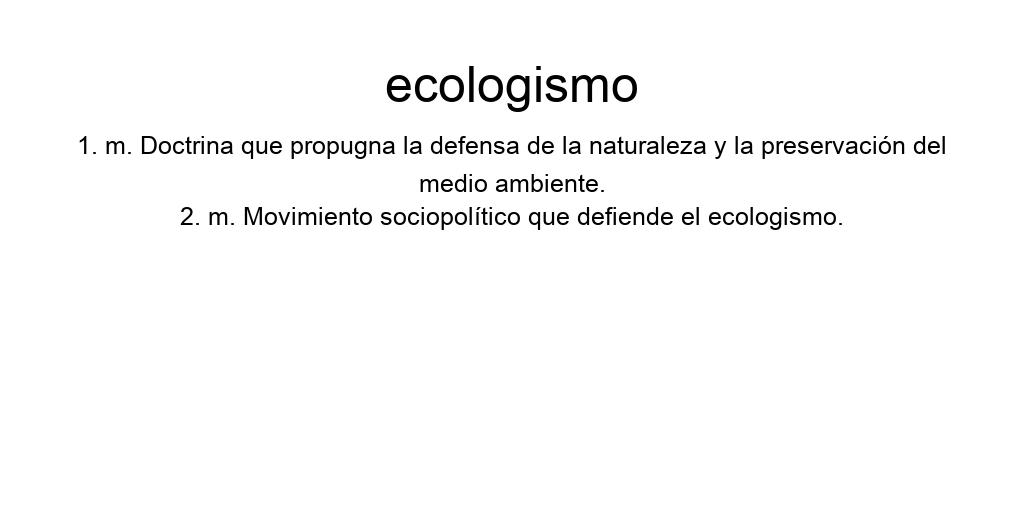 ecologismo
1. m. Doctrina que propugna la defensa de la naturaleza y la preservación del
medio ambiente.
2. m. Movimiento sociopolítico que defiende el ecologismo.